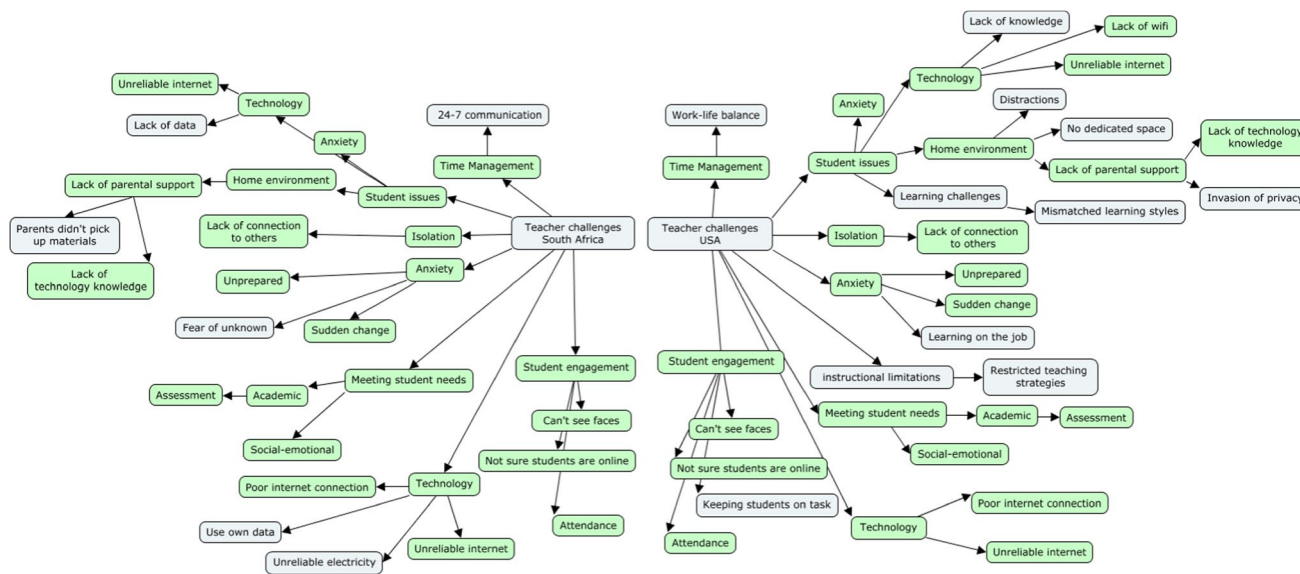 Unreliable internet
Technology
Lack of data
Anxiety
24-7 communication
Time Management
Lack of parental support
Home environment
Student issues
Parents didn't pick
up materials
Lack of
technology knowledge
Lack of connection
to others
Isolation
Teacher challenges
South Africa
Unprepared
Anxiety
Fear of unknown
Sudden change
Assessment
Academic
Meeting student needs
Social-emotional
Student engagement
Can't see faces
Not sure students are online
Attendance
Poor internet connection
Technology
Use own data
Unreliable electricity
Unreliable internet
Teacher challenges
USA
Work-life balance
Time Management
Lack of knowledge
Lack of wifi
Technology
Unreliable internet
Anxiety
Student issues
Home environment
Distractions
No dedicated space
Lack of parental support
Lack of technology
knowledge
Invasion of privacy
Learning challenges
Mismatched learning styles
Isolation
Lack of connection
to others
Anxiety
Unprepared
Sudden change
Learning on the job
instructional limitations
Restricted teaching
strategies
Meeting student needs
Academic
Assessment
Social-emotional
Student engagement
Can't see faces
Not sure students are online
Keeping students on task
Attendance
Technology
Poor internet connection
Unreliable internet